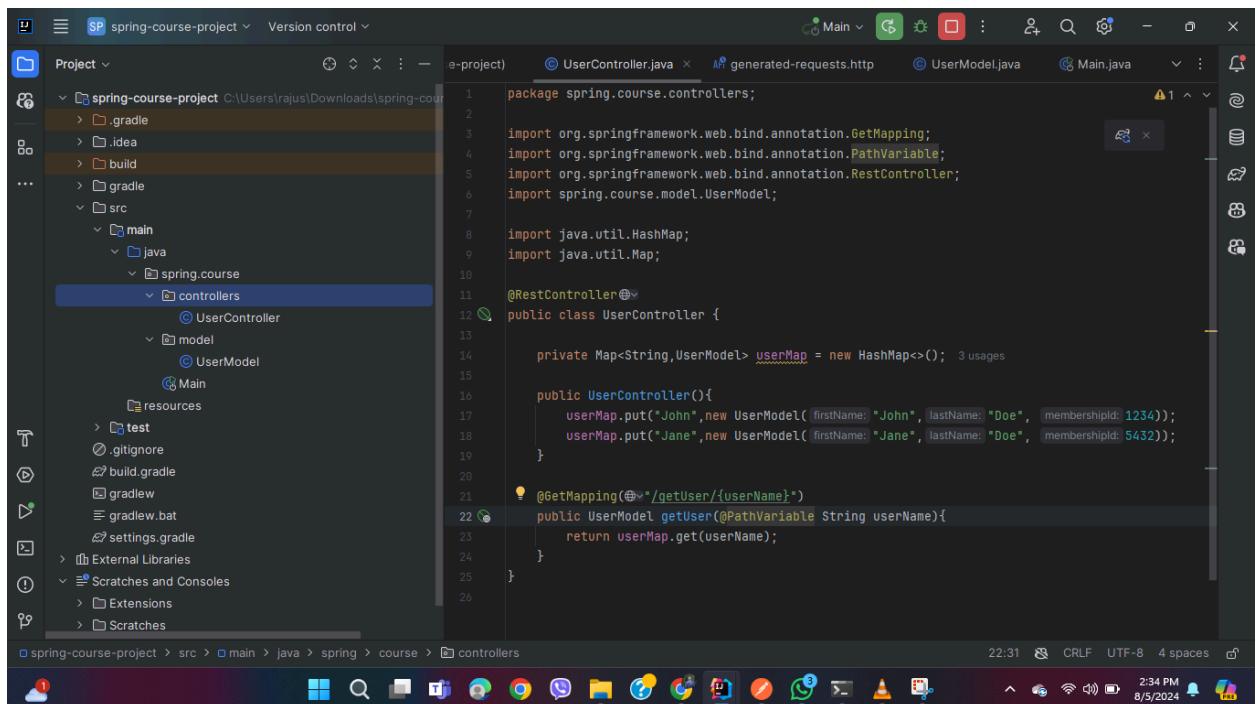 SP spring-course-project Version control Main
Project
e-project) UserController.java generated-requests.http UserModel.java Main.java
spring-course-project C:\Users\rajus\Downloads\spring-cour
.gradle
.idea
build
gradle
src
main
java
spring.course
controllers
UserController
model
UserModel
Main
resources
test
.gitignore
build.gradle
gradlew
gradlew.bat
settings.gradle
External Libraries
Scratches and Consoles
Extensions
Scratches
1 package spring.course.controllers; 1
2
3 import org.springframework.web.bind.annotation.GetMapping;
4 import org.springframework.web.bind.annotation.PathVariable;
5 import org.springframework.web.bind.annotation.RestController;
6 import spring.course.model.UserModel;
7
8 import java.util.HashMap;
9 import java.util.Map;
10
11 @RestController
12 public class UserController {
13
14 private Map<String,UserModel> userMap = new HashMap<>(); 3 usages
15
16 public UserController(){
17 userMap.put("John",new UserModel( firstName: "John", lastName: "Doe", membershipId: 1234));
18 userMap.put("Jane",new UserModel( firstName: "Jane", lastName: "Doe", membershipId: 5432));
19 }
20
21 @GetMapping("/getUser/{userName}")
22 public UserModel getUser(@PathVariable String userName){
23 return userMap.get(userName);
24 }
25 }
26
spring-course-project > src > main > java > spring > course > controllers 22:31 CRLF UTF-8 4 spaces
1 3 PRE
2:34 PM
8/5/2024